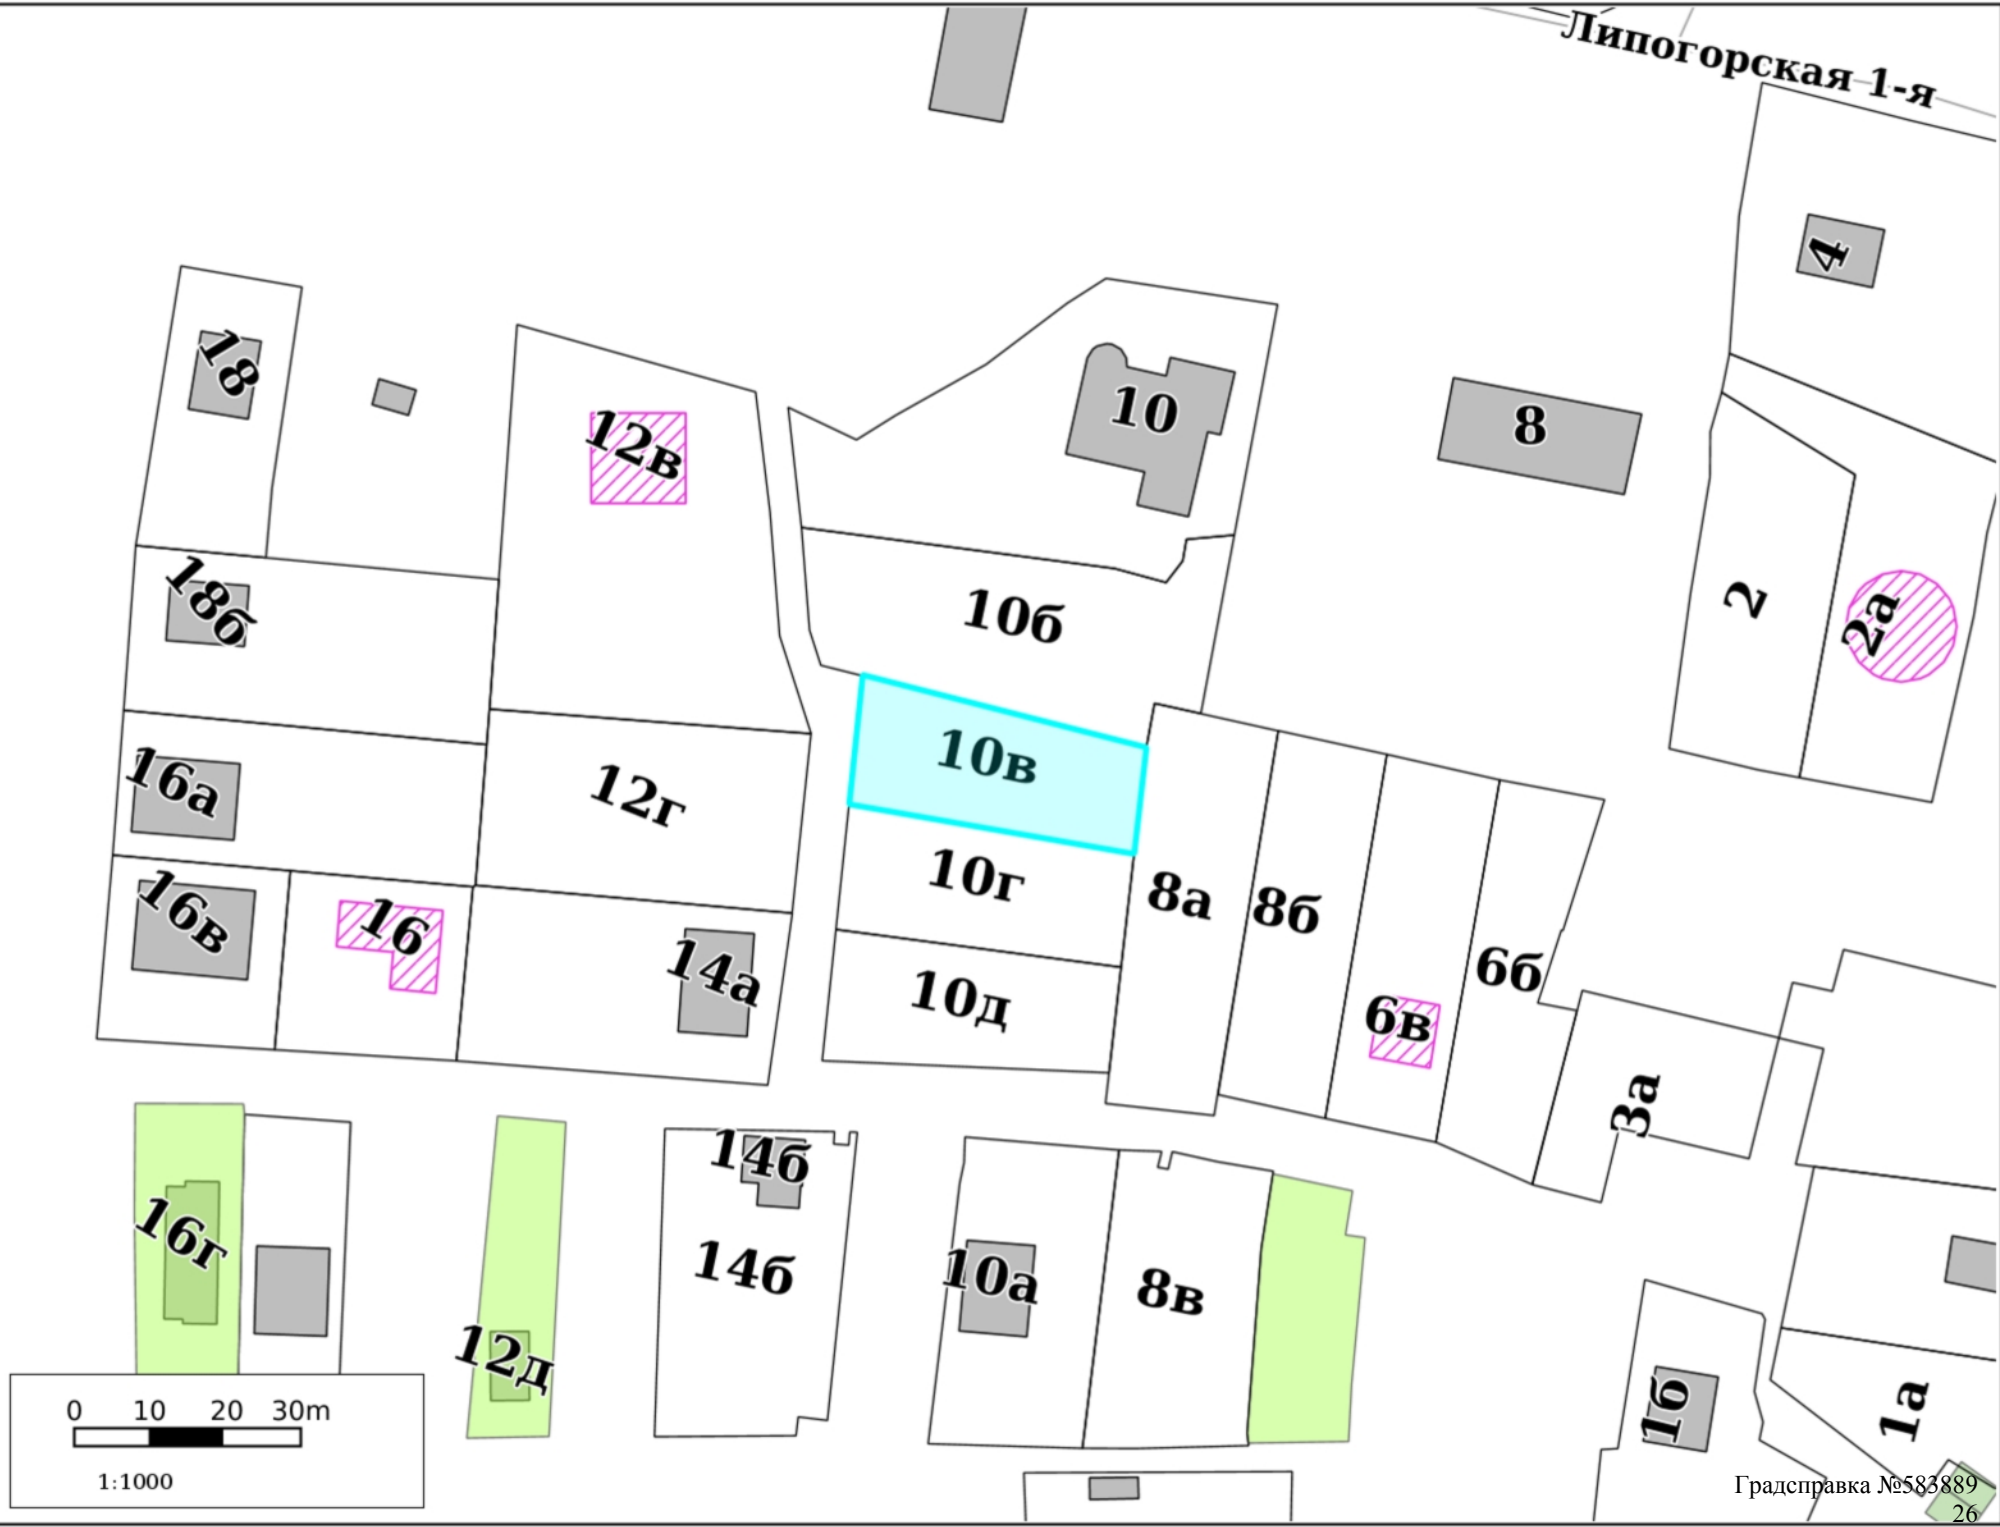 Липогорская 1-я
4
18
12в
10
8
18б
10б
2
2а
16а
12г
10в
10г
8а
8б
16в
16
14а
10д
6б
6в
3а
14б
16г
14б
10а
8в
12д
1б
1а
0 10 20 30m
1:1000
Градсправка №583889
26